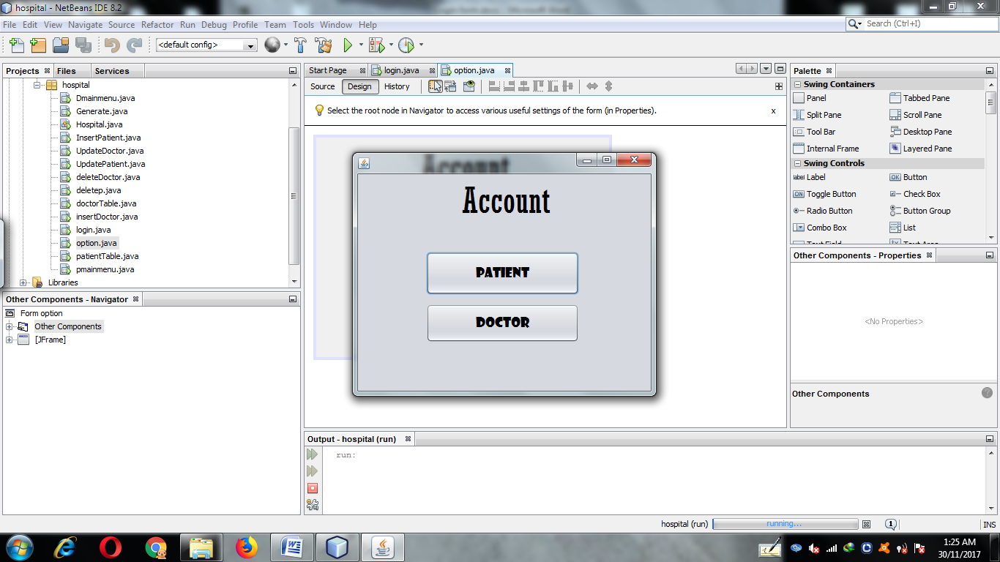 hospital - NetBeans IDE 8.2
File Edit View Navigate Source Refactor Run Debug Profile Team Tools Window Help
Search (Ctrl+I)
<default config>
Projects Files Services
hospital
Dmainmenu.java
Generate.java
Hospital.java
InsertPatient.java
UpdateDoctor.java
UpdatePatient.java
deleteDoctor.java
deletep.java
doctorTable.java
insertDoctor.java
login.java
option.java
patientTable.java
pmainmenu.java
Libraries
Other Components - Navigator
Form option
Other Components
[JFrame]
Start Page login.java option.java
Source Design History
Select the root node in Navigator to access various useful settings of the form (in Properties).
x
Account
Account
PATIENT
DOCTOR
Palette
Swing Containers
Panel Tabbed Pane
Split Pane Scroll Pane
Tool Bar Desktop Pane
Internal Frame Layered Pane
Swing Controls
label Label OK Button
ON Toggle Button Check Box
Radio Button Button Group
Combo Box List
Text Field Text Area
Other Components - Properties
<No Properties>
Other Components
Output - hospital (run)
run:
hospital (run) running... 1 INS
1:25 AM
30/11/2017